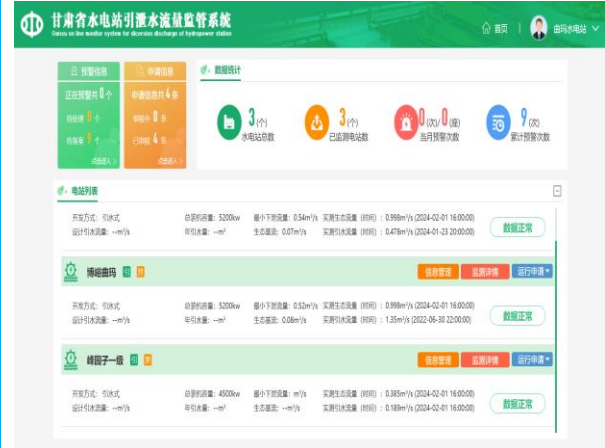 甘肃省水电站引泄水流量监管系统
Gansu on line monitor system for dicersion discharge of hydropower station
首页
曲玛水电站
预警信息
正在预警共0个
待处理 0 个
待备案 0 个
点击进入
申请信息
申请信息共4条
审核中 0 条
已审核 4 条
点击进入
数据统计
3(个)
水电站总数
3(个)
已监测电站数
0(次)/0(座)
当月预警次数
9(次)
累计预警次数
电站列表
开发方式: 引水式 总装机容量: 5200kw 最小下泄流量: 0.54m³/s 实测生态流量 (时间) : 0.998m³/s (2024-02-01 16:00:00)
设计引水流量: --m³/s 年引水量: --m³ 生态基流: 0.07m³/s 实测引水流量 (时间) : 0.478m³/s (2024-01-23 20:00:00)
数据正常
博峪曲玛
信息管理 监测详情 运行申请
开发方式: 引水式 总装机容量: 5200kw 最小下泄流量: 0.52m³/s 实测生态流量 (时间) : 0.998m³/s (2024-02-01 16:00:00)
设计引水流量: --m³/s 年引水量: --m³ 生态基流: 0.08m³/s 实测引水流量 (时间) : 1.35m³/s (2022-06-30 22:00:00)
数据正常
峰园子一级
信息管理 监测详情 运行申请
开发方式: 引水式 总装机容量: 4500kw 最小下泄流量: m³/s 实测生态流量 (时间) : 0.385m³/s (2024-02-01 16:00:00)
设计引水流量: --m³/s 年引水量: --m³ 生态基流: --m³/s 实测引水流量 (时间) : 0.189m³/s (2024-02-01 16:00:00)
数据正常